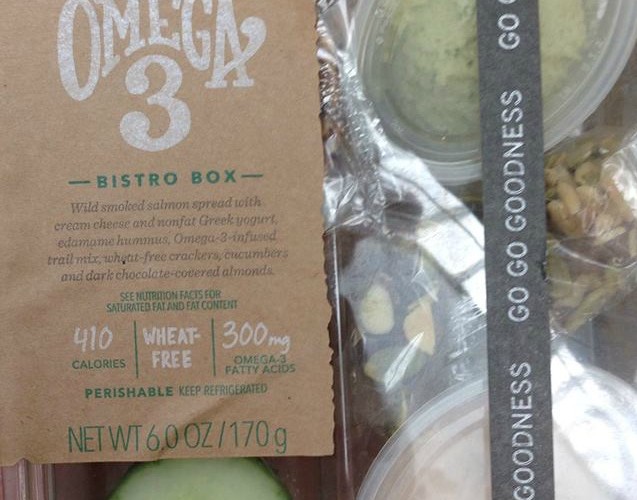 OMEGA
3
BISTRO BOX
Wild smoked salmon spread with
cream cheese and nonfat Greek yogurt,
edamame hummus, Omega-3-infused
trail mix, wheat-free crackers, cucumbers
and dark chocolate-covered almonds.
SEE NUTRITION FACTS FOR
SATURATED FAT AND FAT CONTENT
410
CALORIES
WHEAT-
FREE
300mg
OMEGA-3
FATTY ACIDS
PERISHABLE KEEP REFRIGERATED
NET WT 6.0 OZ / 170 g
GOODNESS GO GO GOODNESS GO